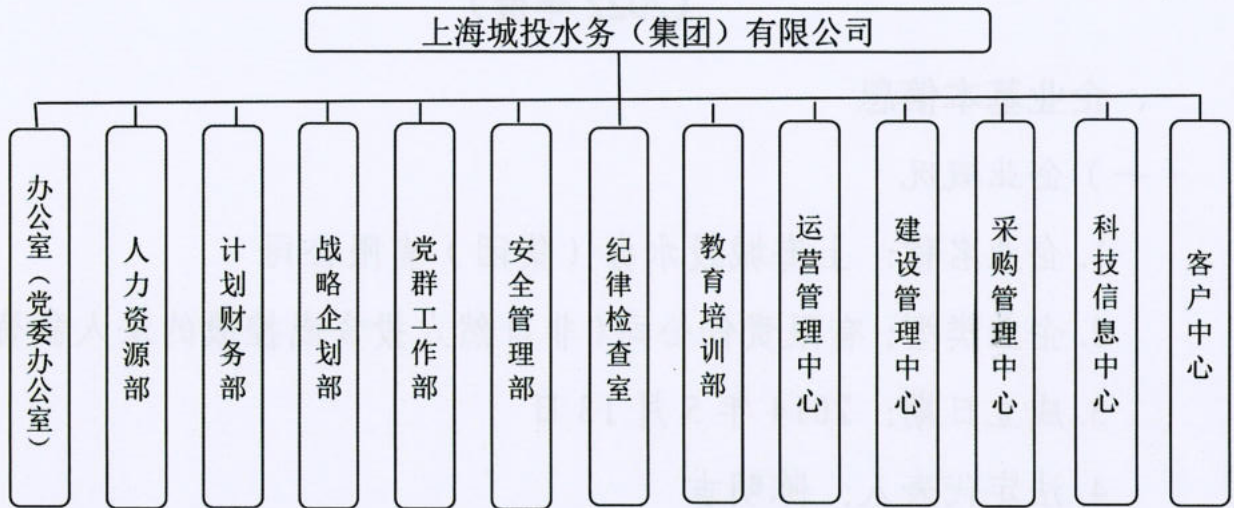 上海城投水务（集团）有限公司
办公室（党委办公室）
人力资源部
计划财务部
战略企划部
党群工作部
安全管理部
纪律检查室
教育培训部
运营管理中心
建设管理中心
采购管理中心
科技信息中心
客户中心